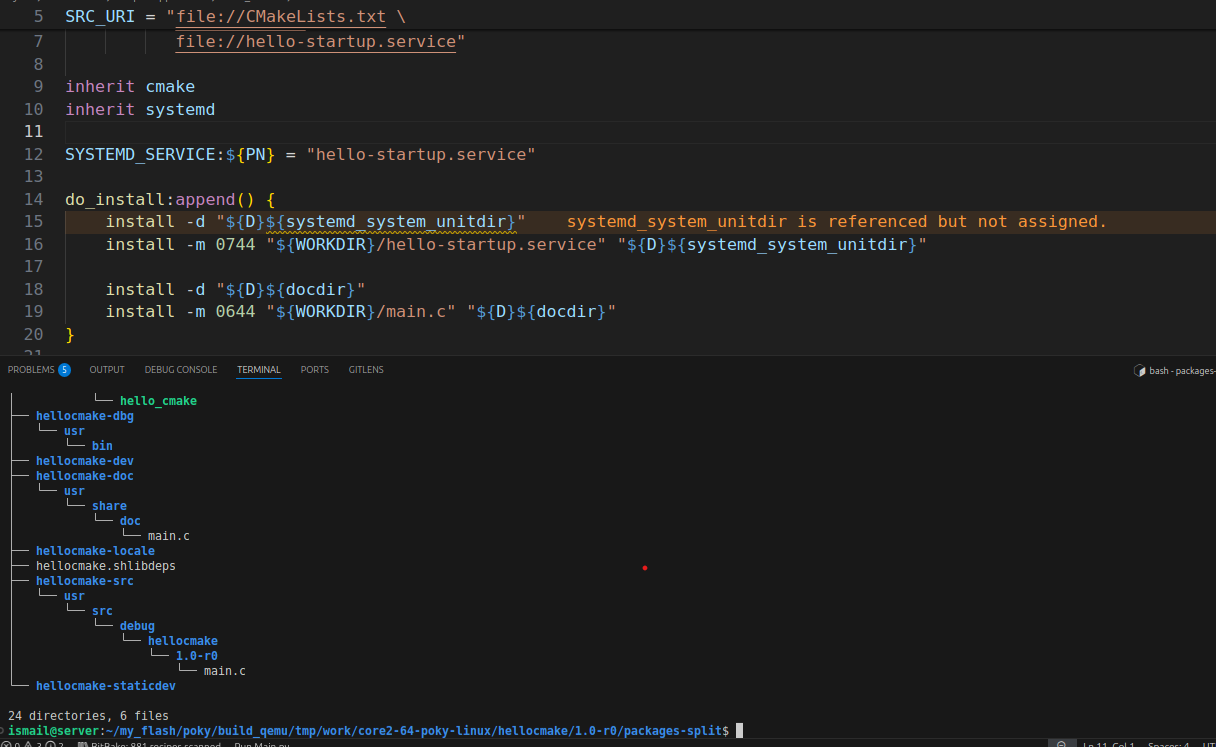 5 SRC_URI = "file://CMakeLists.txt \
7 file://hello-startup.service"
8
9 inherit cmake
10 inherit systemd
11
12 SYSTEMD_SERVICE:${PN} = "hello-startup.service"
13
14 do_install:append() {
15 install -d "${D}${systemd_system_unitdir}" systemd_system_unitdir is referenced but not assigned.
16 install -m 0744 "${WORKDIR}/hello-startup.service" "${D}${systemd_system_unitdir}"
17
18 install -d "${D}${docdir}"
19 install -m 0644 "${WORKDIR}/main.c" "${D}${docdir}"
20 }
21
PROBLEMS 5 OUTPUT DEBUG CONSOLE TERMINAL PORTS GITLENS bash - packages-
└── hello_cmake
├── hellocmake-dbg
│   └── usr
│       └── bin
├── hellocmake-dev
├── hellocmake-doc
│   └── usr
│       └── share
│           └── doc
│               └── main.c
├── hellocmake-locale
├── hellocmake.shlibdeps
├── hellocmake-src
│   └── usr
│       └── src
│           └── debug
│               └── hellocmake
│                   └── 1.0-r0
│                       └── main.c
└── hellocmake-staticdev
24 directories, 6 files
ismail@server:~/my_flash/poky/build_qemu/tmp/work/core2-64-poky-linux/hellocmake/1.0-r0/packages-split$
0 3 2 BitBake: 881 recipes scanned Run Main.py Ln 11, Col 1 Spaces: 4 UT